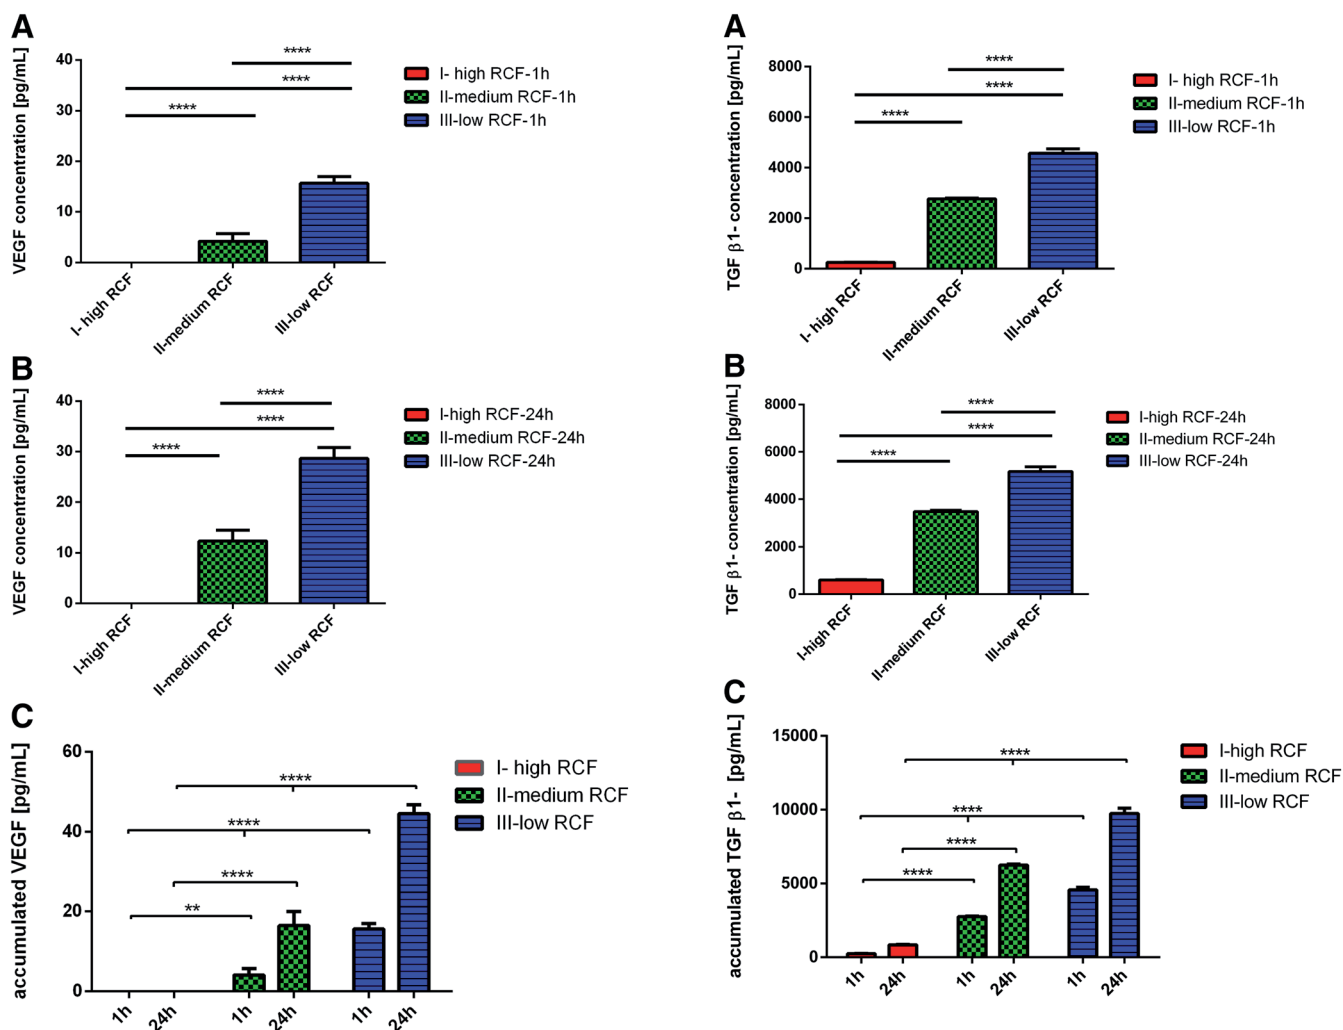 A
VEGF concentration [pg/mL]
40
30
20
10
0
****
****
****
I- high RCF
II-medium RCF
III-low RCF
I- high RCF-1h
II-medium RCF-1h
III-low RCF-1h
A
TGF β1- concentration [pg/mL]
8000
6000
4000
2000
0
****
****
****
I- high RCF
II-medium RCF
III-low RCF
I- high RCF-1h
II-medium RCF-1h
III-low RCF-1h
B
VEGF concentration [pg/mL]
40
30
20
10
0
****
****
****
I-high RCF
II-medium RCF
III-low RCF
I-high RCF-24h
II-medium RCF-24h
III-low RCF-24h
B
TGF β1- concentration [pg/mL]
8000
6000
4000
2000
0
****
****
****
I-high RCF
II-medium RCF
III-low RCF
I-high RCF-24h
II-medium RCF-24h
III-low RCF-24h
C
accumulated VEGF [pg/mL]
60
40
20
0
****
****
****
**
1h
24h
1h
24h
1h
24h
I- high RCF
II-medium RCF
III-low RCF
C
accumulated TGF β1- [pg/mL]
15000
10000
5000
0
****
****
****
****
1h
24h
1h
24h
1h
24h
I-high RCF
II-medium RCF
III-low RCF